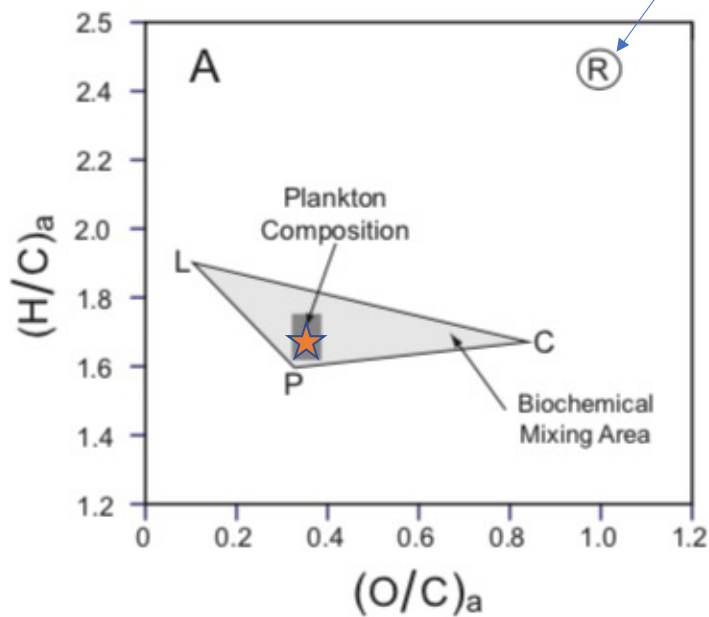 2.5
A
R
2.4
2.2
Plankton
Composition
2.0
L
(H/C)a
1.8
C
1.6
P
Biochemical
Mixing Area
1.4
1.2
0 0.2 0.4 0.6 0.8 1.0 1.2
(O/C)a